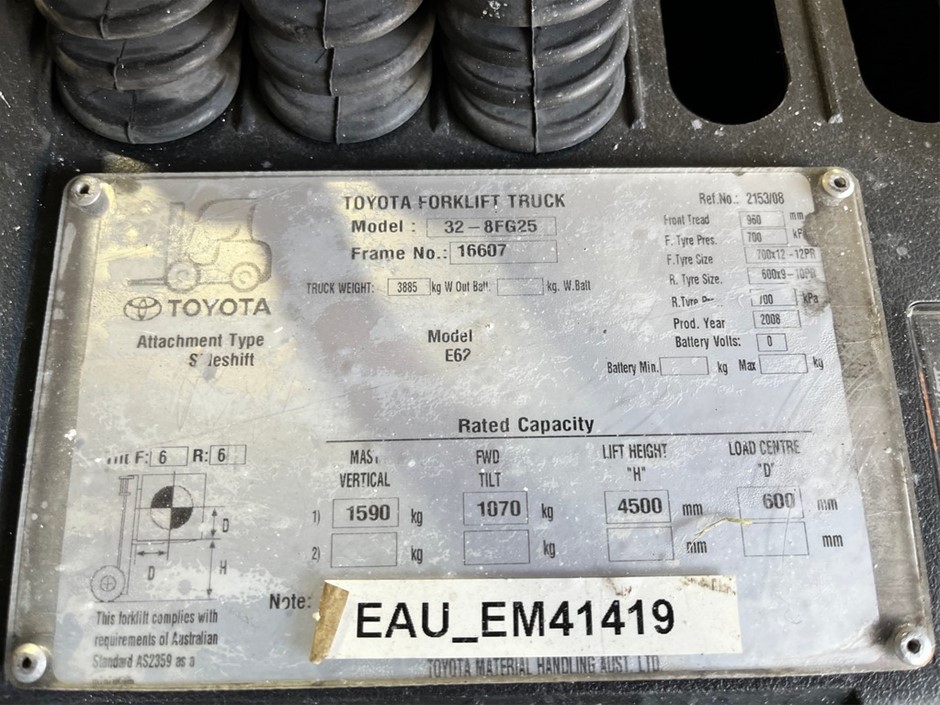 TOYOTA FORKLIFT TRUCK
Ref.No.: 2153/08
Model : 32-8FG25
Frame No.: 16607
TRUCK WEIGHT: 3885 kg W Out Batt. kg. W.Batt
Front Tread 960 mm
F. Tyre Pres. 700
F.Tyre Size 700x12-12PR
R. Tyre Size. 600x9-10PR
R.Tyre 700 kPa
Prod. Year 2008
Battery Volts: 0
Battery Min. kg Max kg
TOYOTA
Attachment Type
Sideshift
Model
E62
Rated Capacity
F: 6 R: 6
MAST VERTICAL
FWD TILT
LIFT HEIGHT "H"
LOAD CENTRE "D"
1) 1590 kg 1070 kg 4500 mm 600 mm
2) kg kg mm mm
D
D H
Note:
EAU_EM41419
This forklift complies with
requirements of Australian
Standard AS2359 as a
TOYOTA MATERIAL HANDLING AUST. LTD.